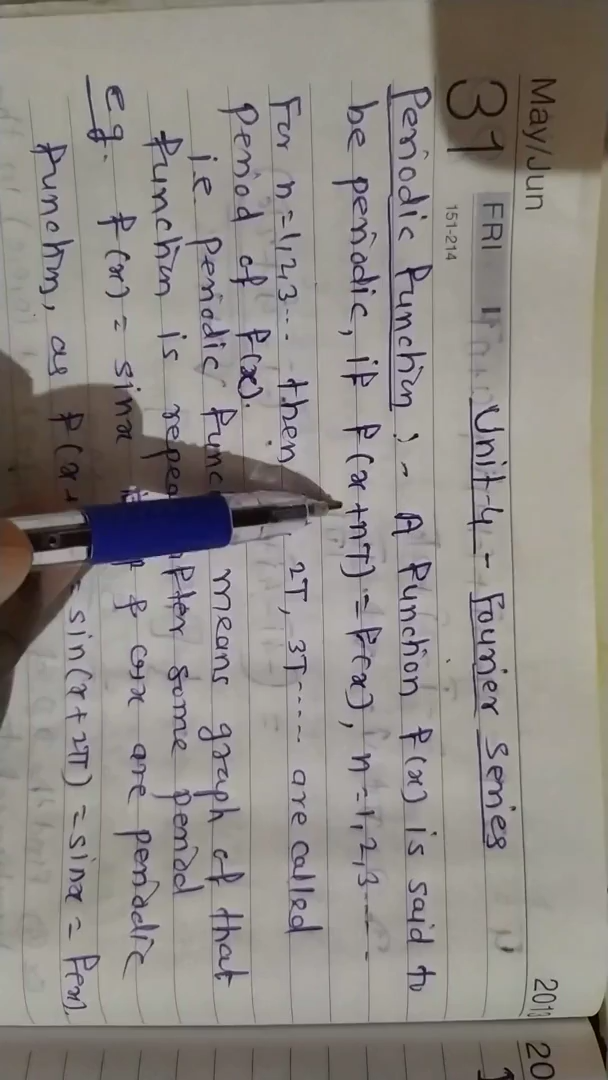 May/Jun 201
20
31 FRI
151-214
Unit-4 - Fourier Series
Periodic Function :- A Function F(x) is said to
be periodic, if F(x+nT) = F(x), n=1,2,3----
For n=1,2,3... then 2T, 3T---- are called
period of F(x).
i.e periodic Func means graph of that
Function is repea after some period
e.g. F(x) = sinx F cosx are periodic
Function, as F(x+ = sin(x+2π) = sinx = F(x).